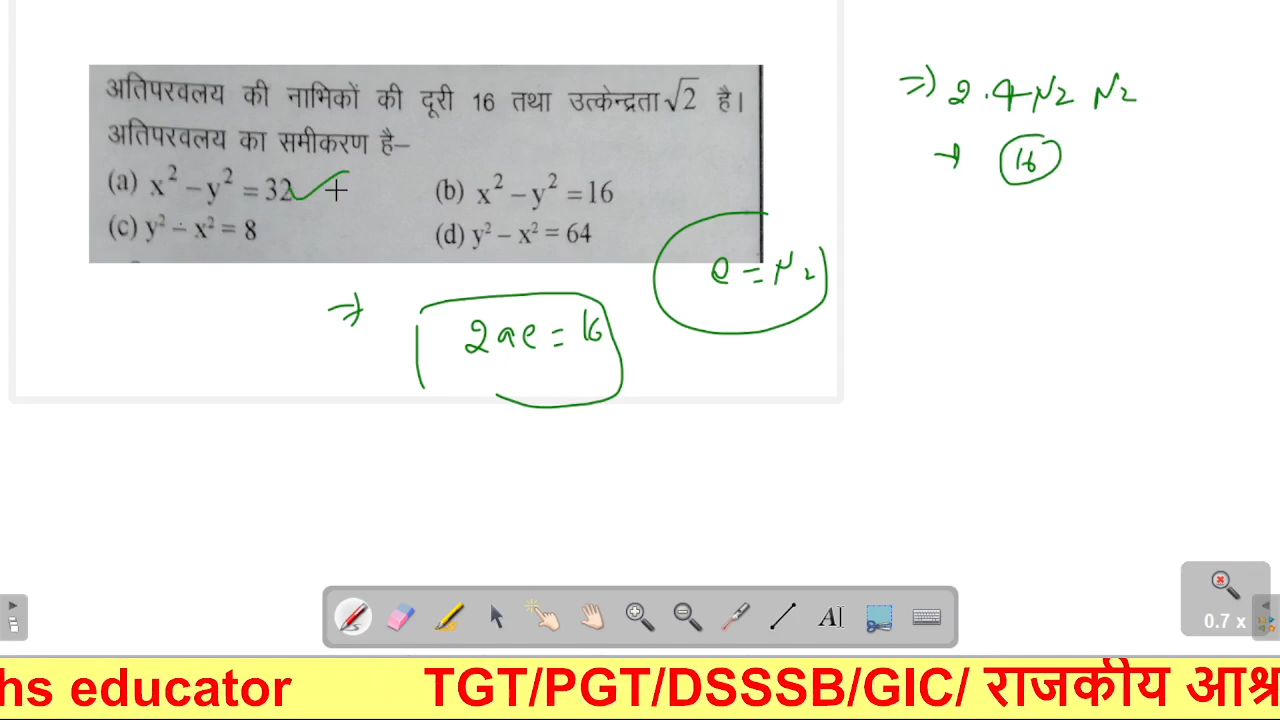 अतिपरवलय की नाभिकों की दूरी 16 तथा उत्केन्द्रता √2 है।
अतिपरवलय का समीकरण है–
(a) x² – y² = 32 (b) x² – y² = 16
(c) y² – x² = 8 (d) y² – x² = 64
⇒ 2.4√2 √2
→ 16
e = √2
⇒ 2ae = 16
0.7 x
hs educator TGT/PGT/DSSSB/GIC/ राजकीय आश्र